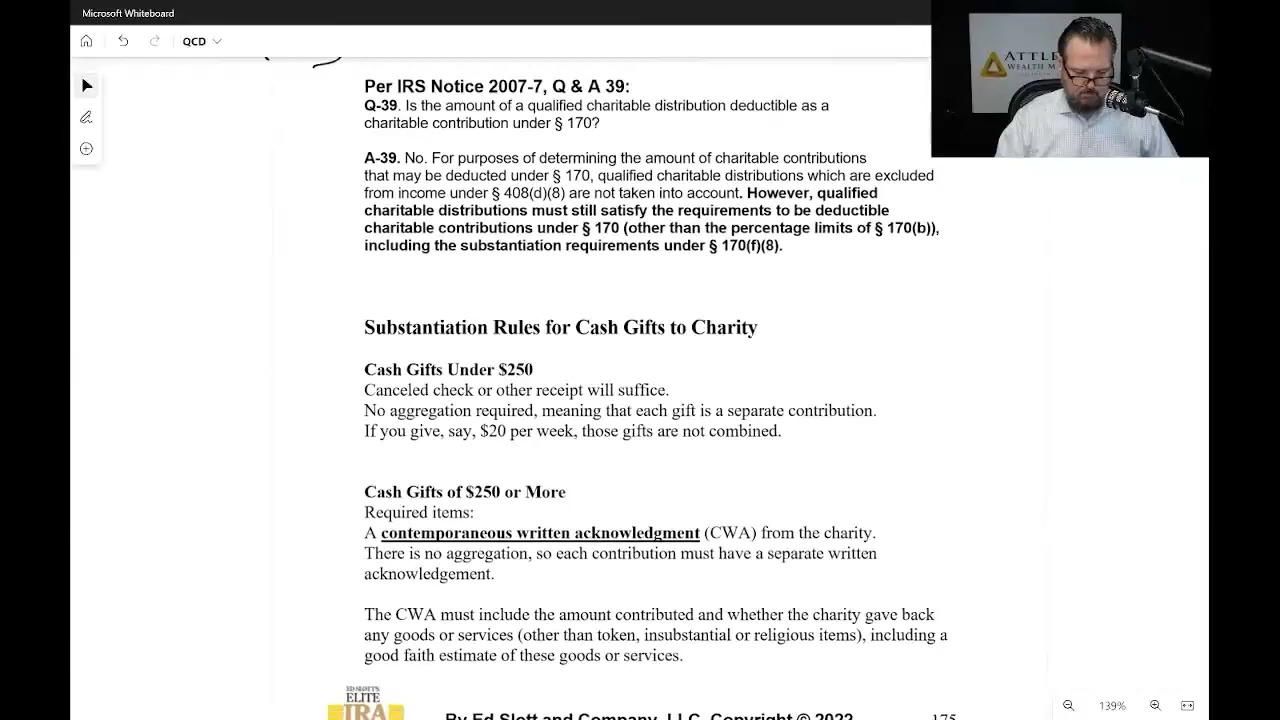 Microsoft Whiteboard
QCD
Per IRS Notice 2007-7, Q & A 39:
Q-39. Is the amount of a qualified charitable distribution deductible as a
charitable contribution under § 170?
A-39. No. For purposes of determining the amount of charitable contributions
that may be deducted under § 170, qualified charitable distributions which are excluded
from income under § 408(d)(8) are not taken into account. However, qualified
charitable distributions must still satisfy the requirements to be deductible
charitable contributions under § 170 (other than the percentage limits of § 170(b)),
including the substantiation requirements under § 170(f)(8).
Substantiation Rules for Cash Gifts to Charity
Cash Gifts Under $250
Canceled check or other receipt will suffice.
No aggregation required, meaning that each gift is a separate contribution.
If you give, say, $20 per week, those gifts are not combined.
Cash Gifts of $250 or More
Required items:
A contemporaneous written acknowledgment (CWA) from the charity.
There is no aggregation, so each contribution must have a separate written
acknowledgement.
The CWA must include the amount contributed and whether the charity gave back
any goods or services (other than token, insubstantial or religious items), including a
good faith estimate of these goods or services.
ED SLOTT'S
ELITE
IRA
By Ed Slott and Company, LLC. Copyright © 2022
175
139%
ATTLE
WEALTH M